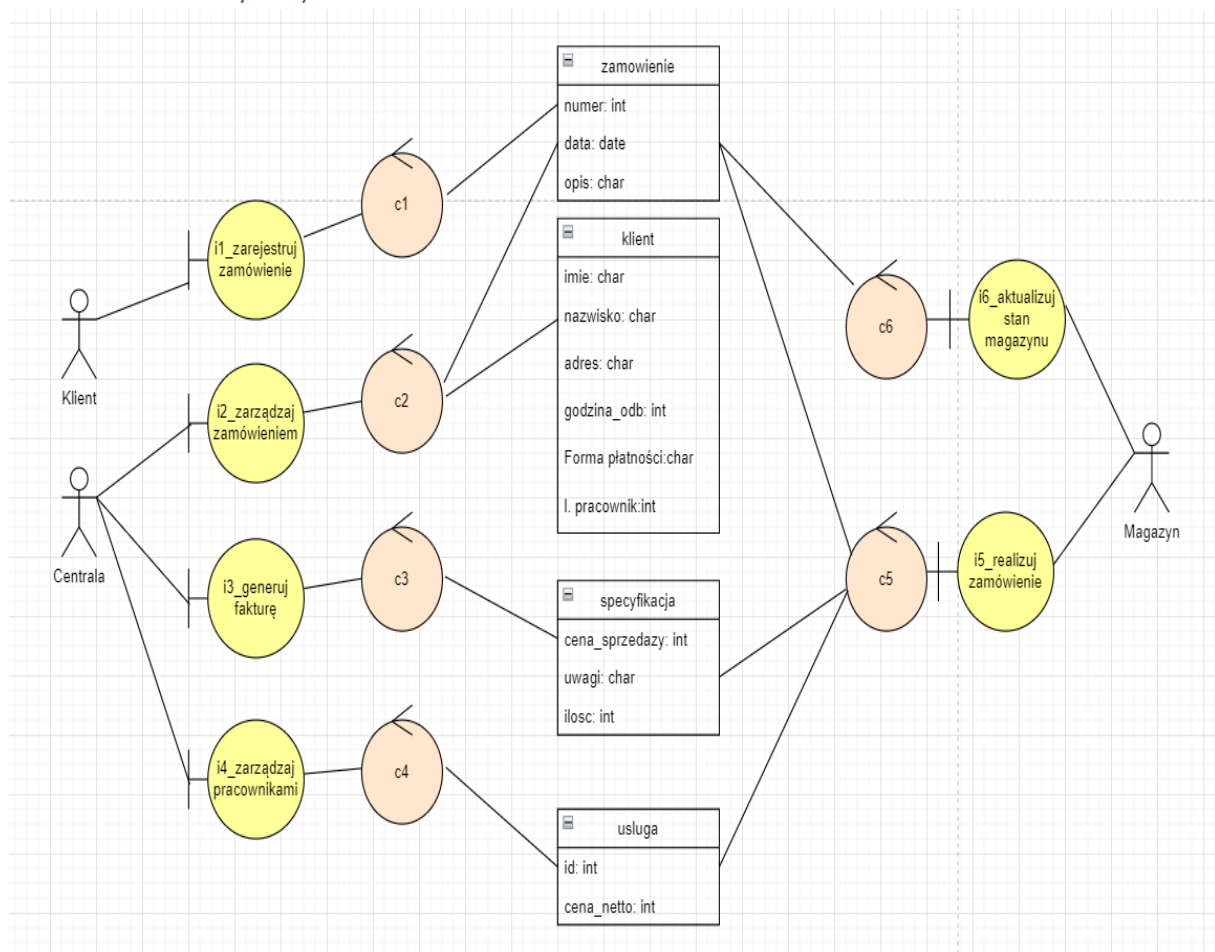 zamowienie
numer: int
data: date
opis: char
c1
i1_zarejestruj
zamówienie
klient
imie: char
nazwisko: char
adres: char
godzina_odb: int
Forma płatności:char
l. pracownik:int
Klient
c2
i2_zarządzaj
zamówieniem
c6
i6_aktualizuj
stan
magazynu
Magazyn
Centrala
c3
i3_generuj
fakturę
specyfikacja
cena_sprzedazy: int
uwagi: char
ilosc: int
c5
i5_realizuj
zamówienie
c4
i4_zarządzaj
pracownikami
usluga
id: int
cena_netto: int